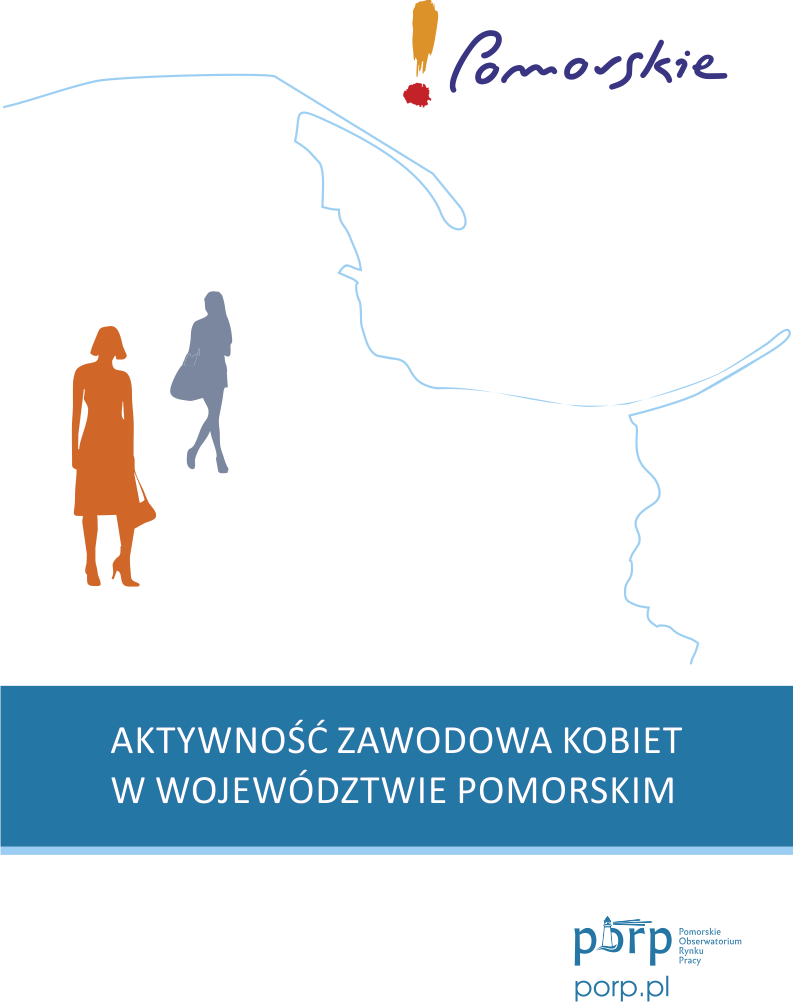 Pomorskie
AKTYWNOŚĆ ZAWODOWA KOBIET
W WOJEWÓDZTWIE POMORSKIM
porp
Pomorskie
Obserwatorium
Rynku
Pracy
porp.pl